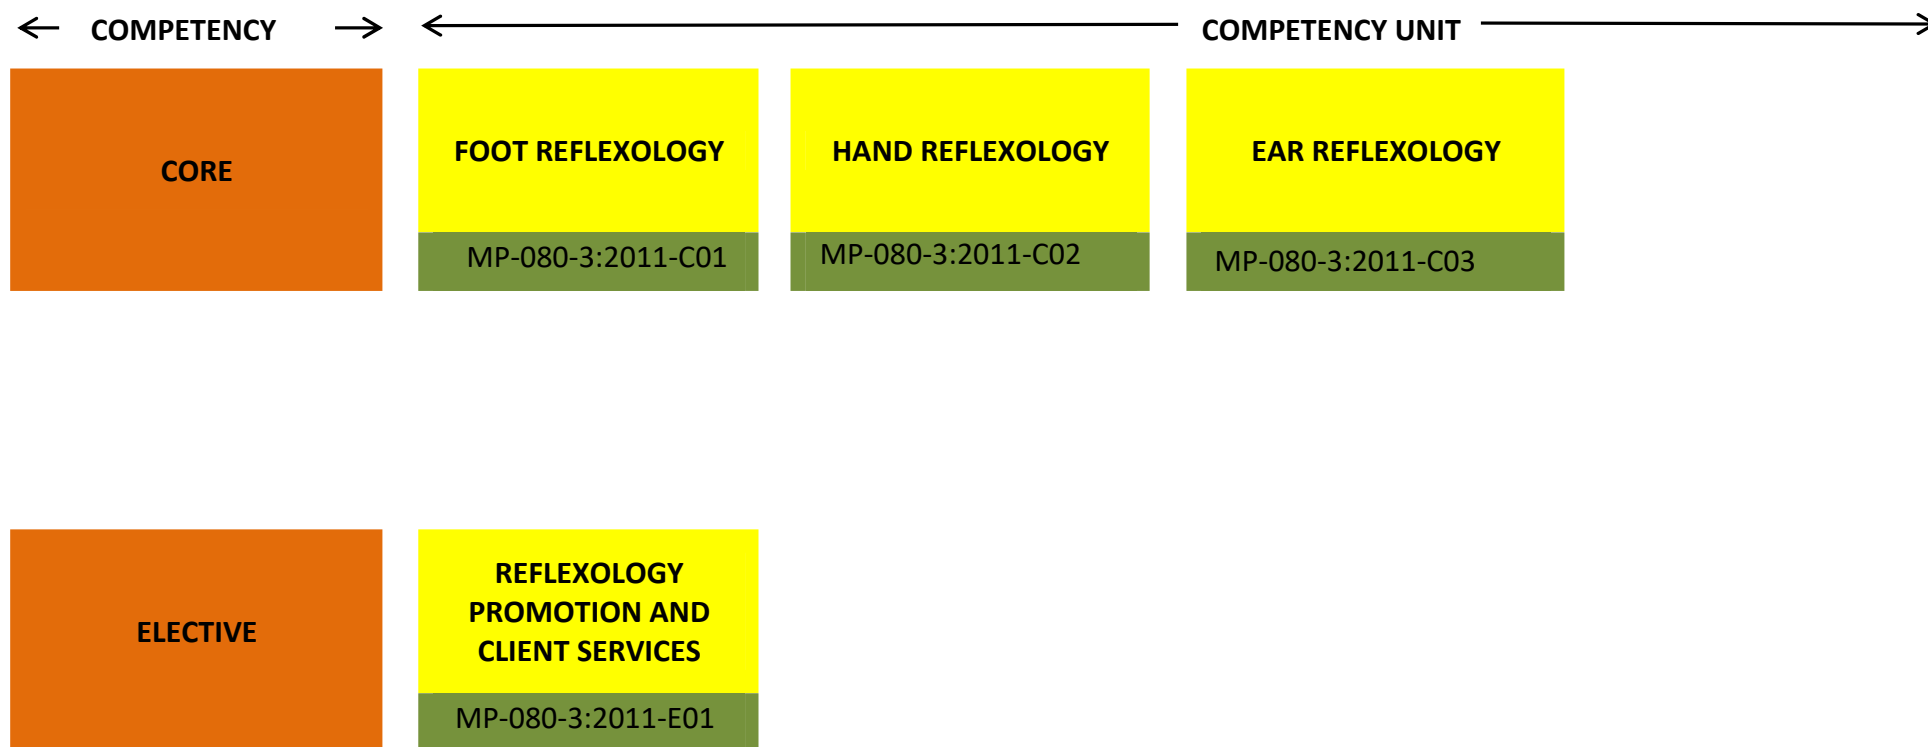 COMPETENCY
COMPETENCY UNIT
CORE
FOOT REFLEXOLOGY
MP-080-3:2011-C01
HAND REFLEXOLOGY
MP-080-3:2011-C02
EAR REFLEXOLOGY
MP-080-3:2011-C03
ELECTIVE
REFLEXOLOGY
PROMOTION AND
CLIENT SERVICES
MP-080-3:2011-E01